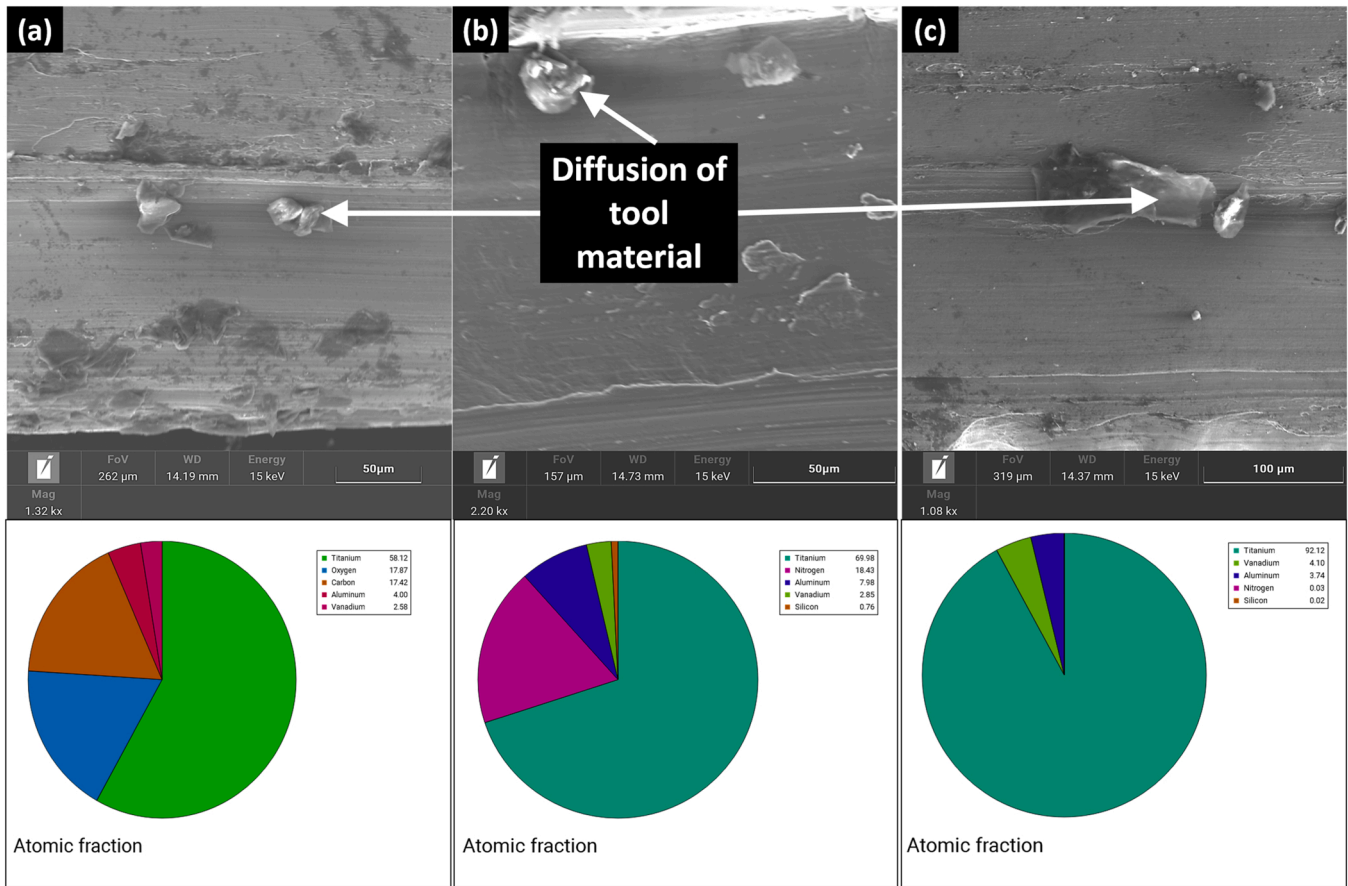 (a)
(b)
(c)
Diffusion of
tool
material
FoV WD Energy
262 µm 14.19 mm 15 keV 50µm
Mag
1.32 kx
FoV WD Energy
157 µm 14.73 mm 15 keV 50µm
Mag
2.20 kx
FoV WD Energy
319 µm 14.37 mm 15 keV 100 µm
Mag
1.08 kx
Titanium 58.12
Oxygen 17.87
Carbon 17.42
Aluminum 4.00
Vanadium 2.58
Atomic fraction
Titanium 69.98
Nitrogen 18.43
Aluminum 7.98
Vanadium 2.85
Silicon 0.76
Atomic fraction
Titanium 92.12
Vanadium 4.10
Aluminum 3.74
Nitrogen 0.03
Silicon 0.02
Atomic fraction